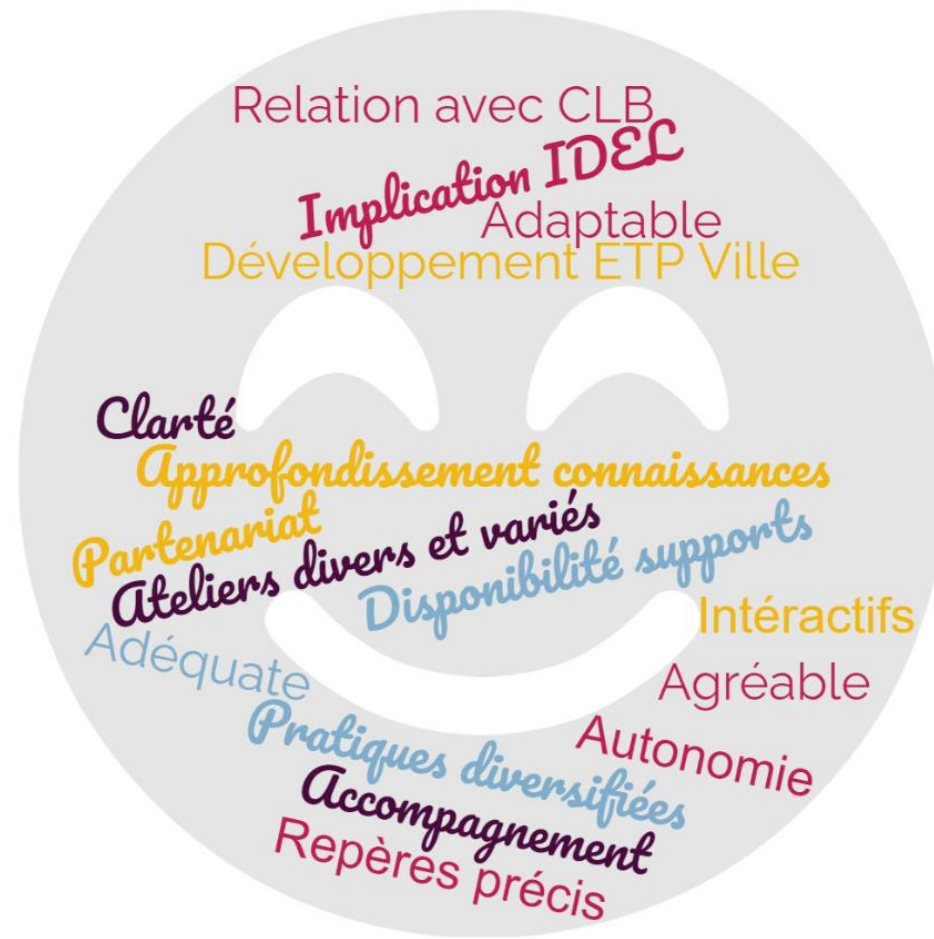 Relation avec CLB
Implication IDEL
Adaptable
Développement ETP Ville
Clarté
Approfondissement connaissances
Partenariat
Ateliers divers et variés
Disponibilité supports
Intéractifs
Adéquate
Agréable
Pratiques diversifiées
Autonomie
Accompagnement
Repères précis